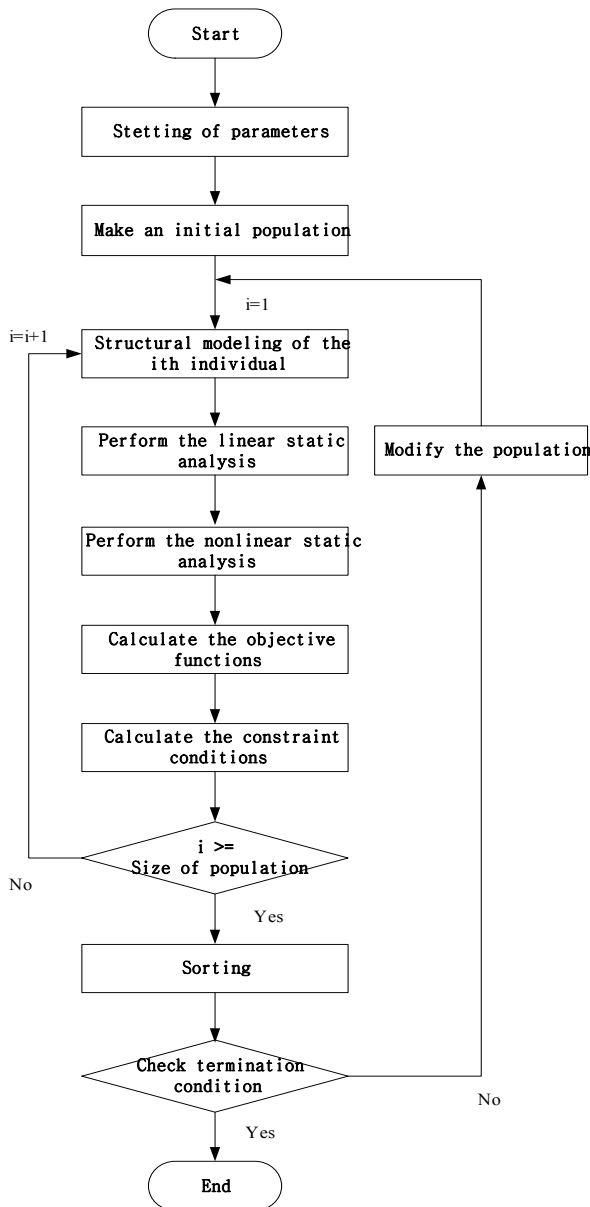 Start
Stetting of parameters
Make an initial population
i=1
i=i+1
Structural modeling of the
ith individual
Perform the linear static
analysis
Modify the population
Perform the nonlinear static
analysis
Calculate the objective
functions
Calculate the constraint
conditions
i >=
Size of population
No
Yes
Sorting
Check termination
condition
No
Yes
End